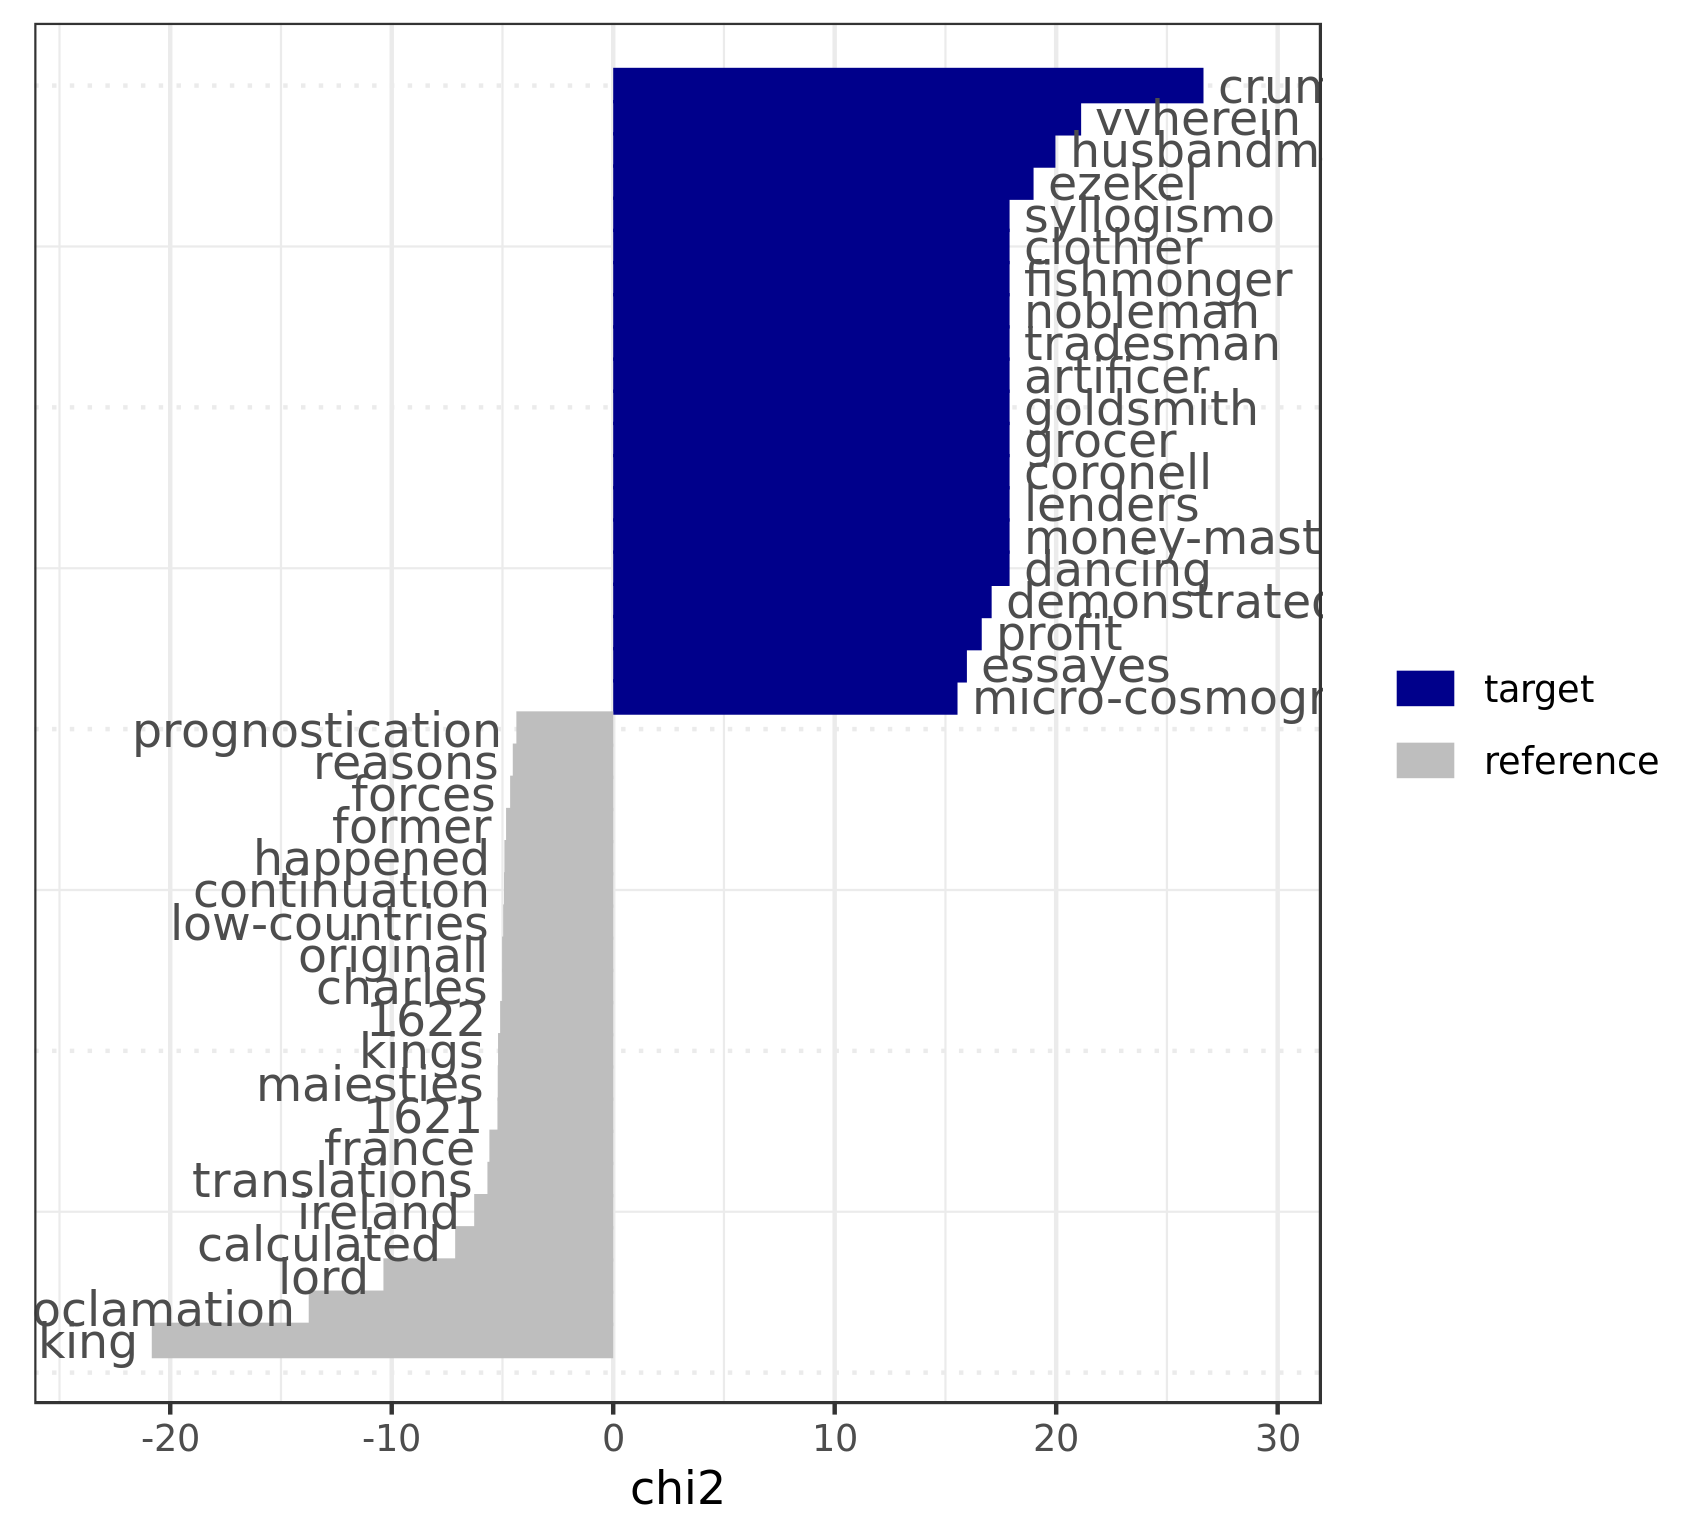 crum
vvherein
husbandm
ezekel
syllogismo
clothier
fishmonger
nobleman
tradesman
artificer
goldsmith
grocer
coronell
lenders
money-mast
dancing
demonstrated
profit
essayes
micro-cosmogr
prognostication
reasons
forces
former
happened
continuation
low-countries
originall
charles
1622
kings
maiesties
1621
france
translations
ireland
calculated
lord
oclamation
king
target
reference
-20 -10 0 10 20 30
chi2